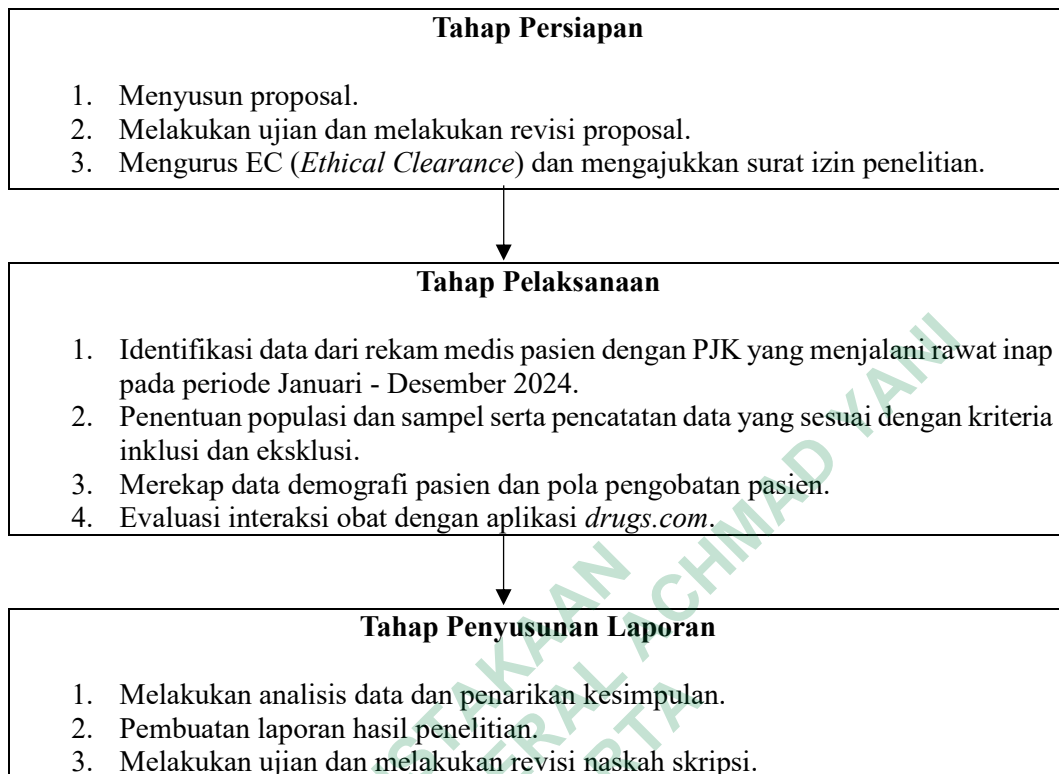 Tahap Persiapan
1. Menyusun proposal.
2. Melakukan ujian dan melakukan revisi proposal.
3. Mengurus EC (Ethical Clearance) dan mengajukkan surat izin penelitian.
Tahap Pelaksanaan
1. Identifikasi data dari rekam medis pasien dengan PJK yang menjalani rawat inap
pada periode Januari - Desember 2024.
2. Penentuan populasi dan sampel serta pencatatan data yang sesuai dengan kriteria
inklusi dan eksklusi.
3. Merekap data demografi pasien dan pola pengobatan pasien.
4. Evaluasi interaksi obat dengan aplikasi drugs.com.
Tahap Penyusunan Laporan
1. Melakukan analisis data dan penarikan kesimpulan.
2. Pembuatan laporan hasil penelitian.
3. Melakukan ujian dan melakukan revisi naskah skripsi.
ACHMAD YANI